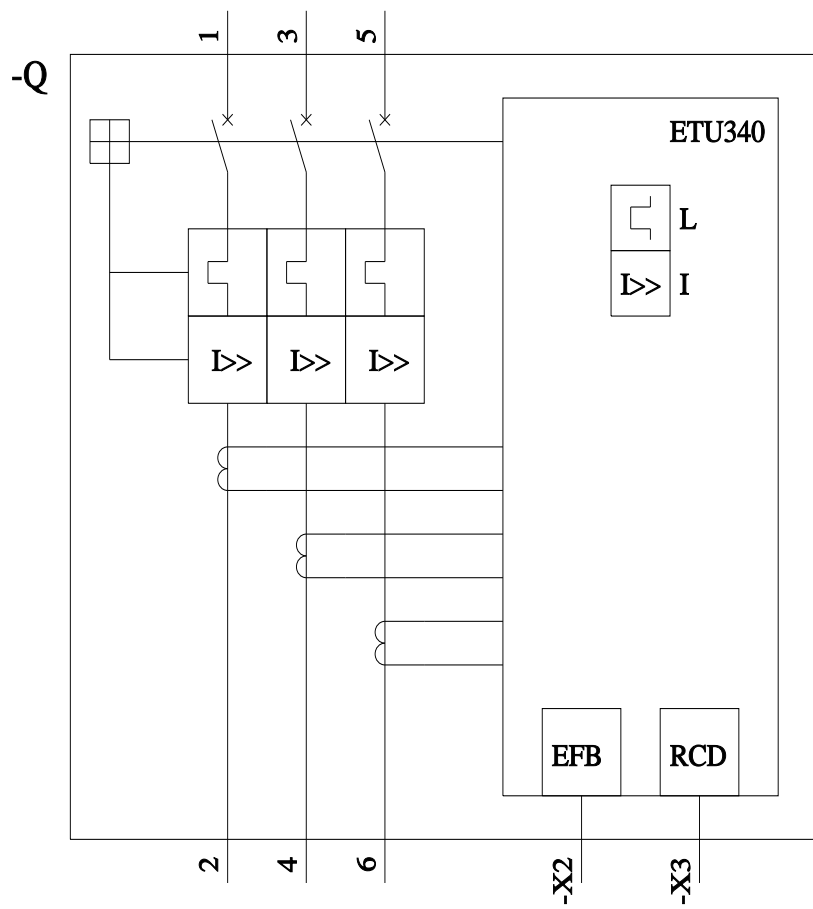 1 3 5
-Q
ETU340
L
I>> I
I>> I>> I>>
EFB RCD
2 4 6 -X2 -X3